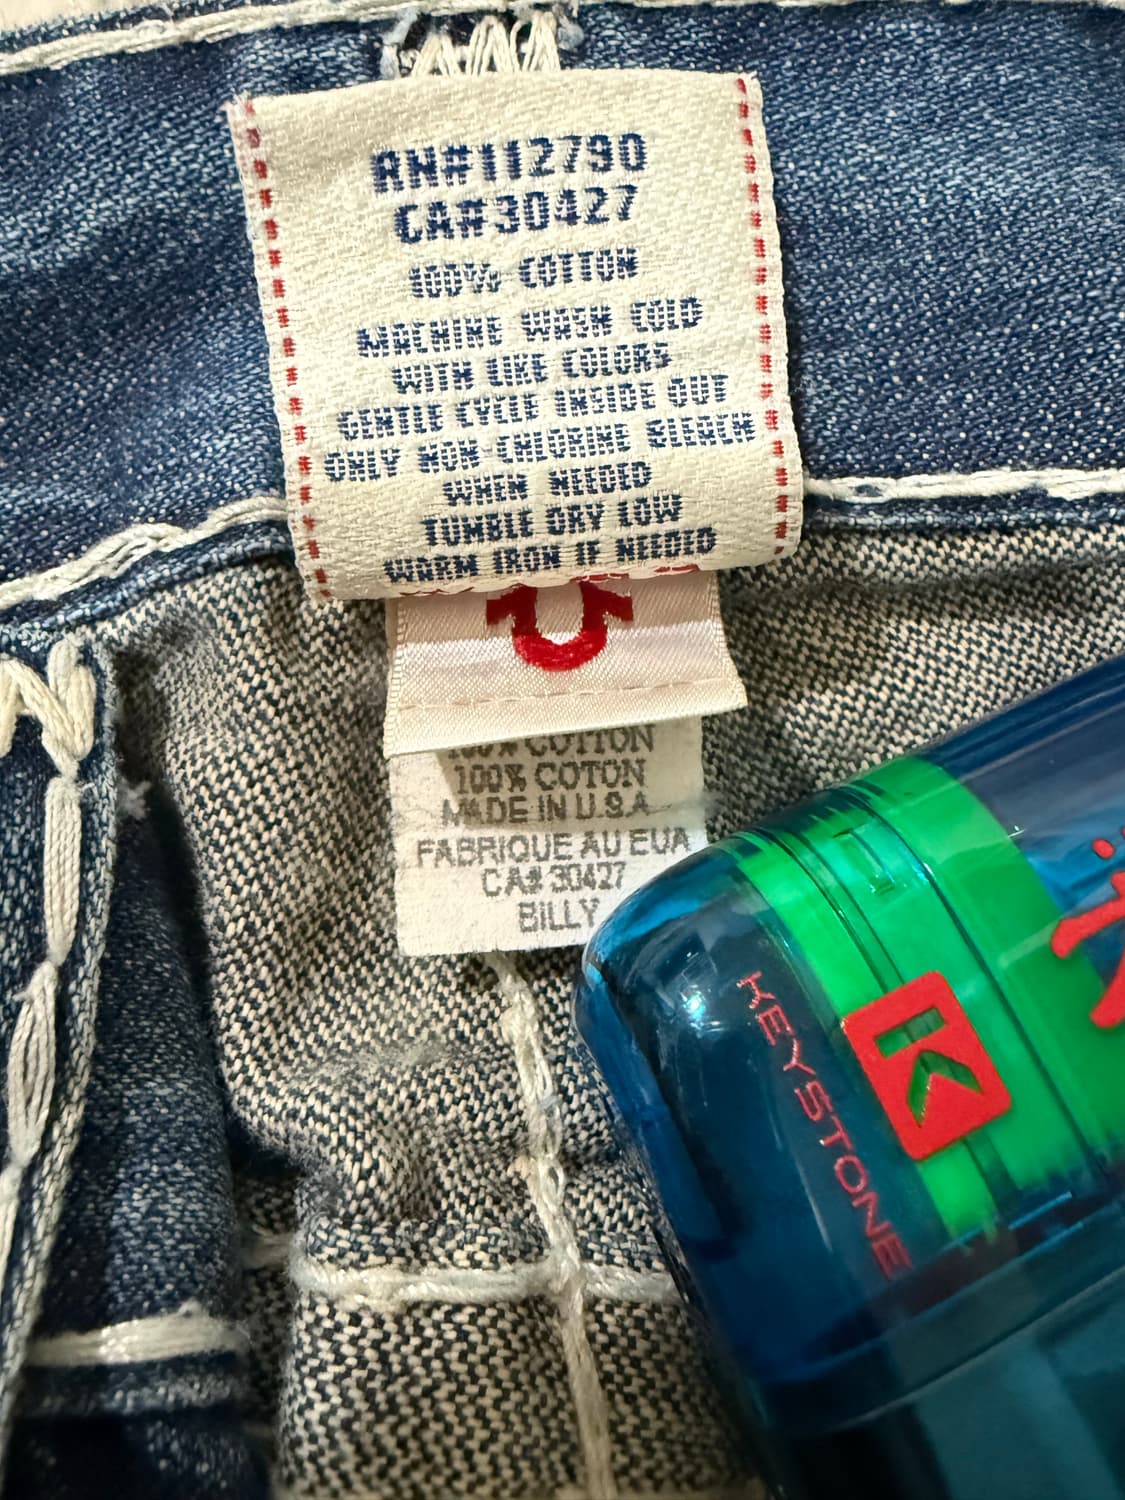 RN#112790
CA#30427
100% COTTON
MACHINE WASH COLD
WITH LIKE COLORS
GENTLE CYCLE INSIDE OUT
ONLY NON-CHLORINE BLEACH
WHEN NEEDED
TUMBLE DRY LOW
WARM IRON IF NEEDED
100% COTTON
100% COTON
MADE IN U.S.A
FABRIQUE AU EUA
CA# 30427
BILLY
K
KEYSTONE